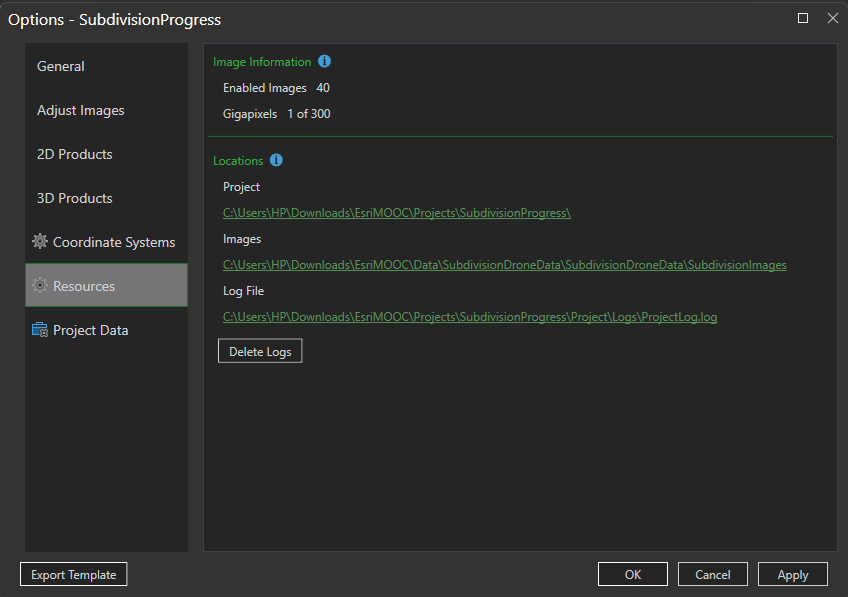 Options - SubdivisionProgress
General
Adjust Images
2D Products
3D Products
Coordinate Systems
Resources
Project Data
Image Information
Enabled Images 40
Gigapixels 1 of 300
Locations
Project
C:\Users\HP\Downloads\EsriMOOC\Projects\SubdivisionProgress\
Images
C:\Users\HP\Downloads\EsriMOOC\Data\SubdivisionDroneData\SubdivisionDroneData\SubdivisionImages
Log File
C:\Users\HP\Downloads\EsriMOOC\Projects\SubdivisionProgress\Project\Logs\ProjectLog.log
Delete Logs
Export Template
OK
Cancel
Apply